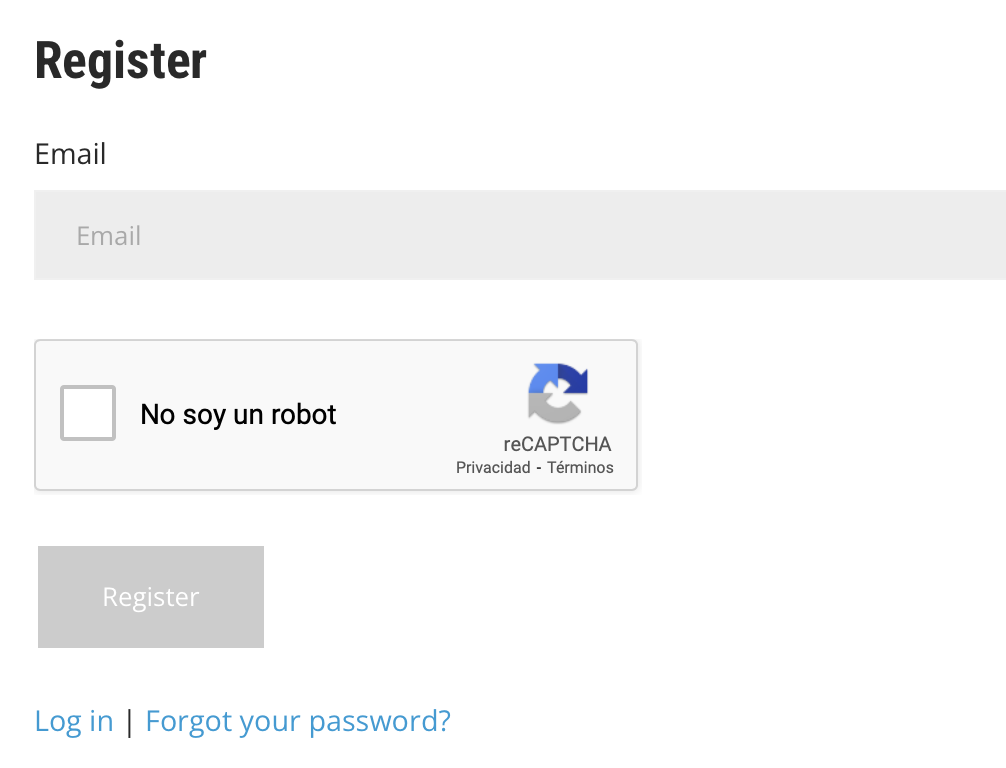 Register
Email
Email
No soy un robot
reCAPTCHA
Privacidad - Términos
Register
Log in | Forgot your password?